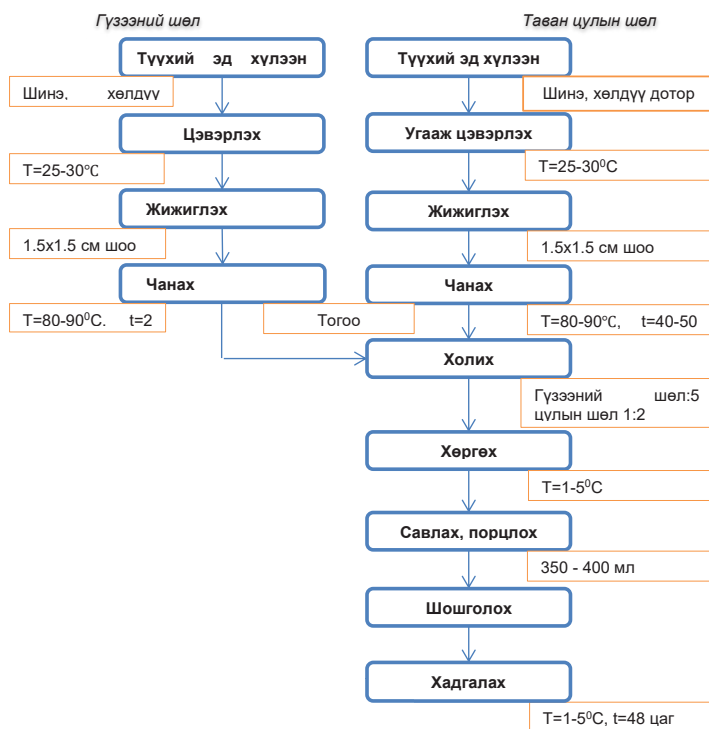 Гүзээний шөл
Таван цулын шөл
Түүхий эд хүлээн
Түүхий эд хүлээн
Шинэ, хөлдүү
Шинэ, хөлдүү дотор
Цэвэрлэх
Угааж цэвэрлэх
T=25-30°C
T=25-30⁰C
Жижиглэх
Жижиглэх
1.5x1.5 см шоо
1.5x1.5 см шоо
Чанах
Чанах
T=80-90⁰C. t=2
Тогоо
T=80-90°C, t=40-50
Холих
Гүзээний шөл:5
цулын шөл 1:2
Хөргөх
T=1-5⁰C
Савлах, порцлох
350 - 400 мл
Шошголох
Хадгалах
T=1-5⁰C, t=48 цаг